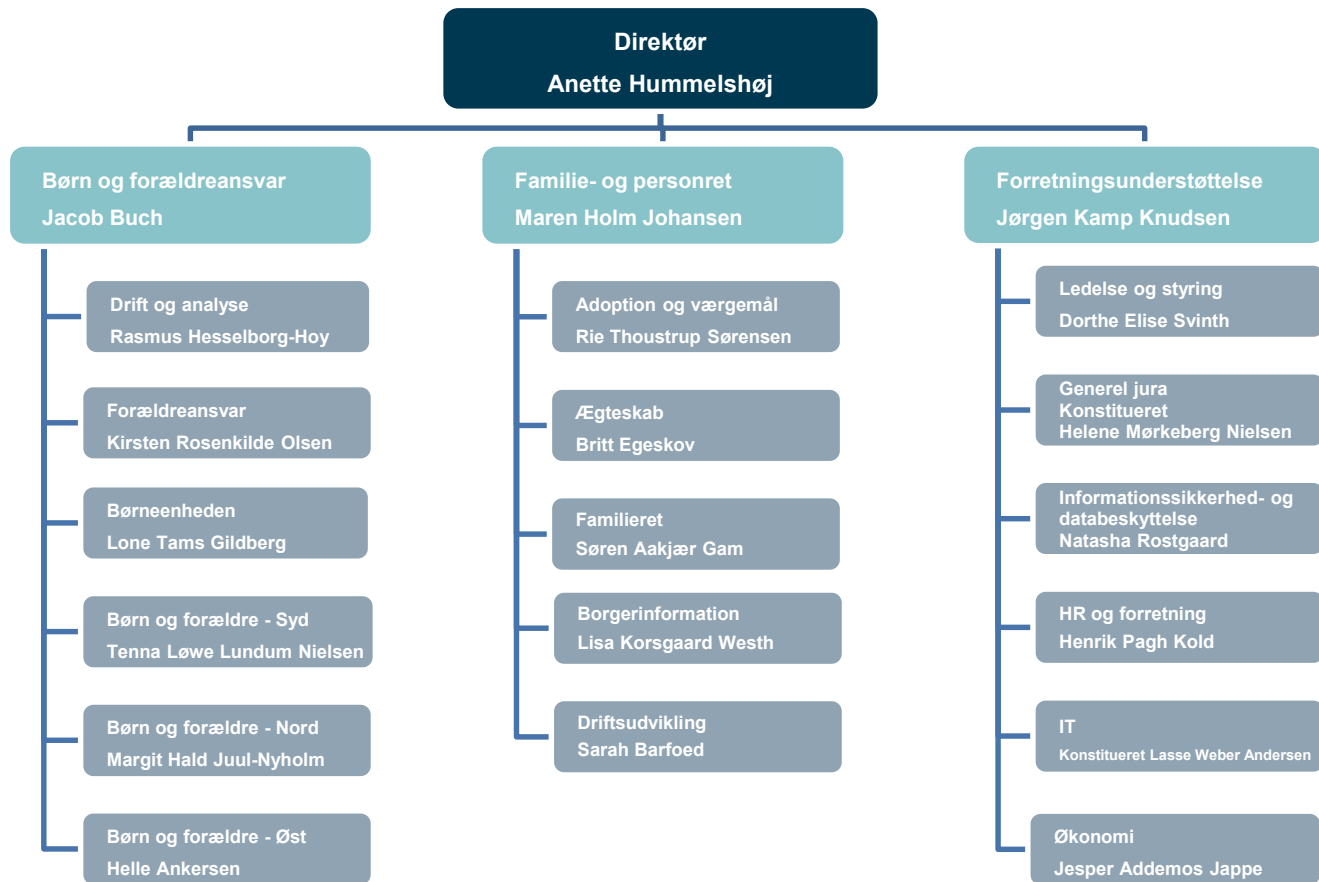 Direktør
Anette Hummelshøj
Børn og forældreansvar
Jacob Buch
Drift og analyse
Rasmus Hesselborg-Hoy
Forældreansvar
Kirsten Rosenkilde Olsen
Børneenheden
Lone Tams Gildberg
Børn og forældre - Syd
Tenna Løwe Lundum Nielsen
Børn og forældre - Nord
Margit Hald Juul-Nyholm
Børn og forældre - Øst
Helle Ankersen
Familie- og personret
Maren Holm Johansen
Adoption og værgemål
Rie Thoustrup Sørensen
Ægteskab
Britt Egeskov
Familieret
Søren Aakjær Gam
Borgerinformation
Lisa Korsgaard Westh
Driftsudvikling
Sarah Barfoed
Forretningsunderstøttelse
Jørgen Kamp Knudsen
Ledelse og styring
Dorthe Elise Svinth
Generel jura
Konstitueret
Helene Mørkeberg Nielsen
Informationssikkerhed- og
databeskyttelse
Natasha Rostgaard
HR og forretning
Henrik Pagh Kold
IT
Konstitueret Lasse Weber Andersen
Økonomi
Jesper Addemos Jappe